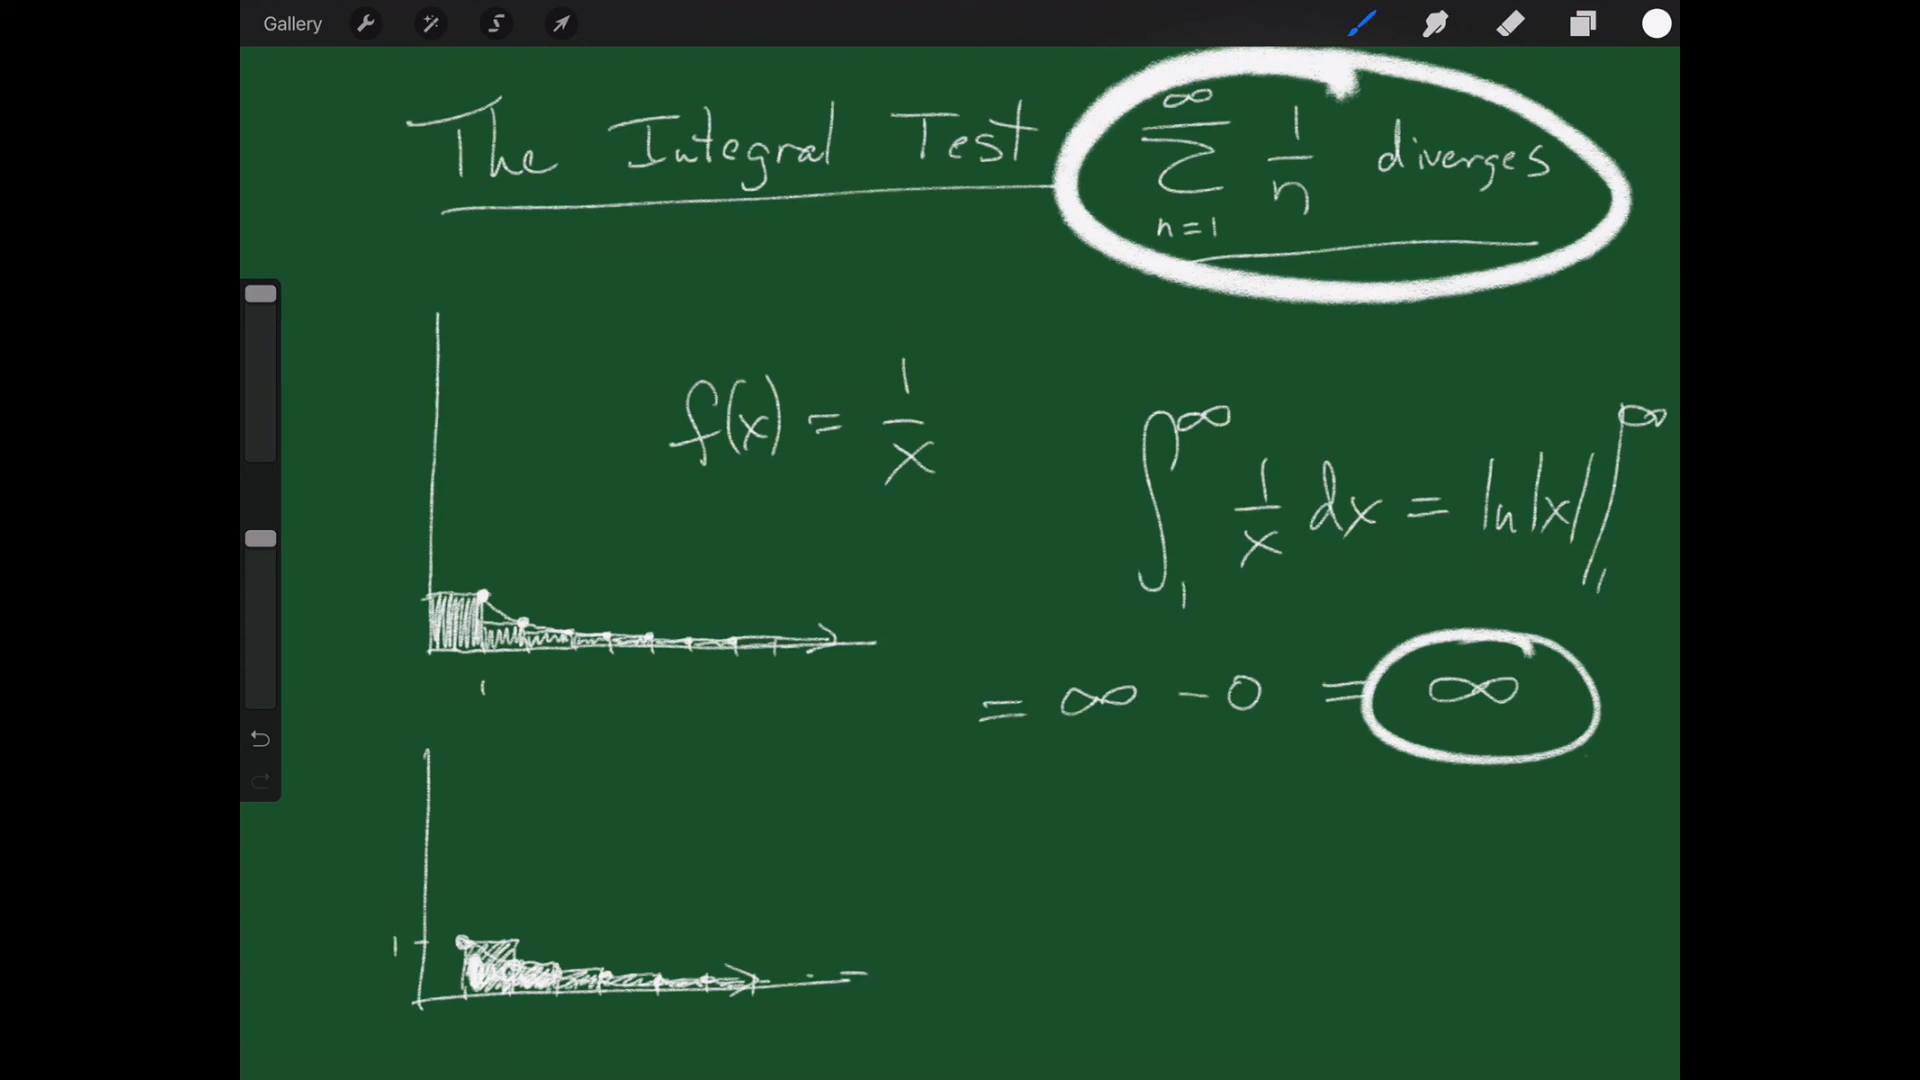 Gallery
The Integral Test
∞
∑ 1/n diverges
n=1
f(x) = 1/x
∫₁^∞ 1/x dx = ln|x| |₁^∞
= ∞ - 0 = ∞
1
1